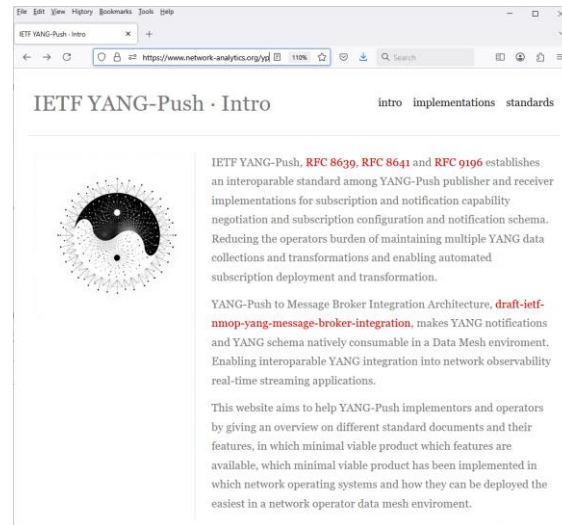 File Edit View History Bookmarks Tools Help
IETF YANG-Push - Intro
https://www.network-analytics.org/yp 110% Search
IETF YANG-Push · Intro
intro implementations standards
IETF YANG-Push, RFC 8639, RFC 8641 and RFC 9196 establishes
an interoparable standard among YANG-Push publisher and receiver
implementations for subscription and notification capability
negotiation and subscription configuration and notification schema.
Reducing the operators burden of maintaining multiple YANG data
collections and transformations and enabling automated
subscription deployment and transformation.
YANG-Push to Message Broker Integration Architecture, draft-ietf-
nmop-yang-message-broker-integration, makes YANG notifications
and YANG schema natively consumable in a Data Mesh enviroment.
Enabling interoparable YANG integration into network observability
real-time streaming applications.
This website aims to help YANG-Push implementors and operators
by giving an overview on different standard documents and their
features, in which minimal viable product which features are
available, which minimal viable product has been implemented in
which network operating systems and how they can be deployed the
easiest in a network operator data mesh enviroment.